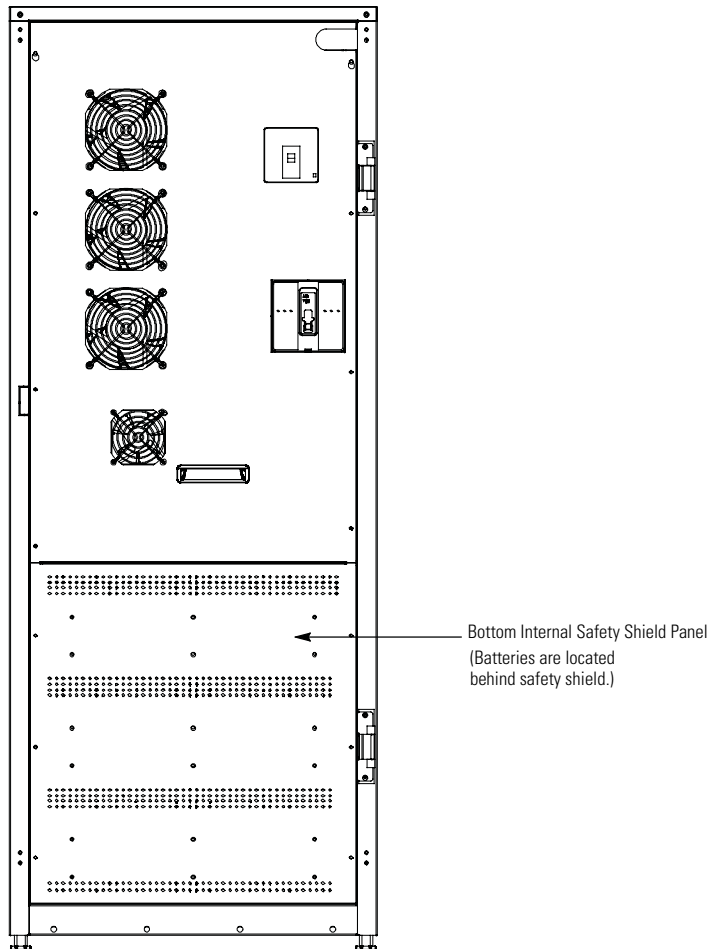 Bottom Internal Safety Shield Panel
(Batteries are located
behind safety shield.)